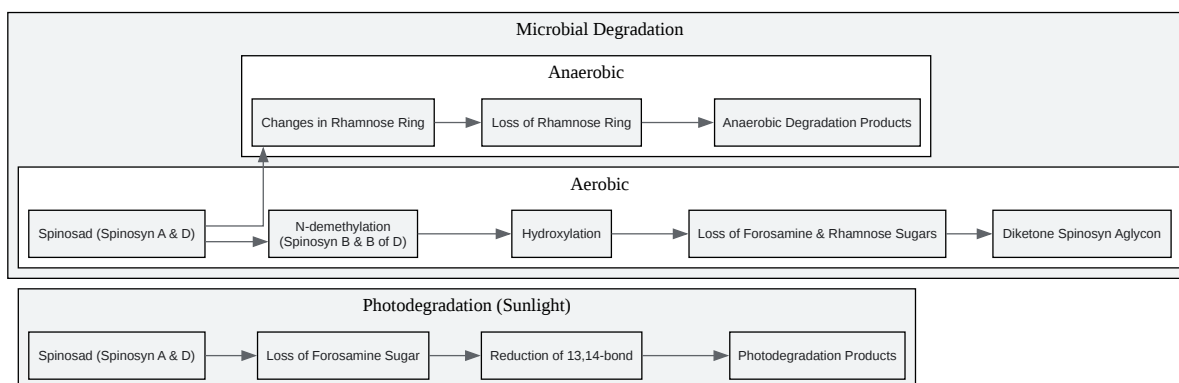 Microbial Degradation
Anaerobic
Changes in Rhamnose Ring
Loss of Rhamnose Ring
Anaerobic Degradation Products
Aerobic
Spinosad (Spinosyn A & D)
N-demethylation
(Spinosyn B & B of D)
Hydroxylation
Loss of Forosamine & Rhamnose Sugars
Diketone Spinosyn Aglycon
Photodegradation (Sunlight)
Spinosad (Spinosyn A & D)
Loss of Forosamine Sugar
Reduction of 13,14-bond
Photodegradation Products